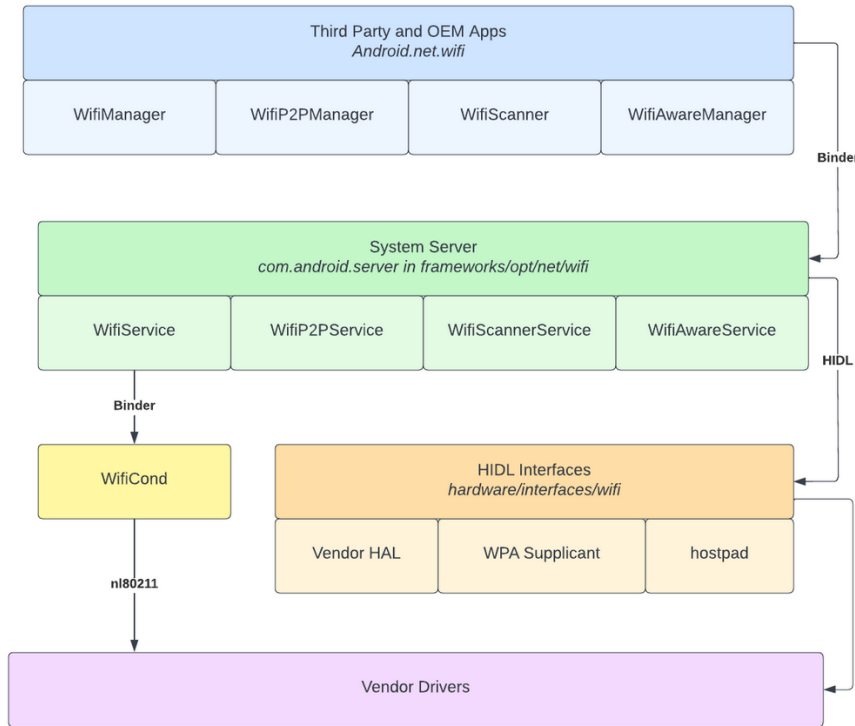 Third Party and OEM Apps
Android.net.wifi
WifiManager
WifiP2PManager
WifiScanner
WifiAwareManager
Binder
System Server
com.android.server in frameworks/opt/net/wifi
WifiService
WifiP2PService
WifiScannerService
WifiAwareService
HIDL
Binder
WifiCond
HIDL Interfaces
hardware/interfaces/wifi
Vendor HAL
WPA Supplicant
hostpad
nl80211
Vendor Drivers